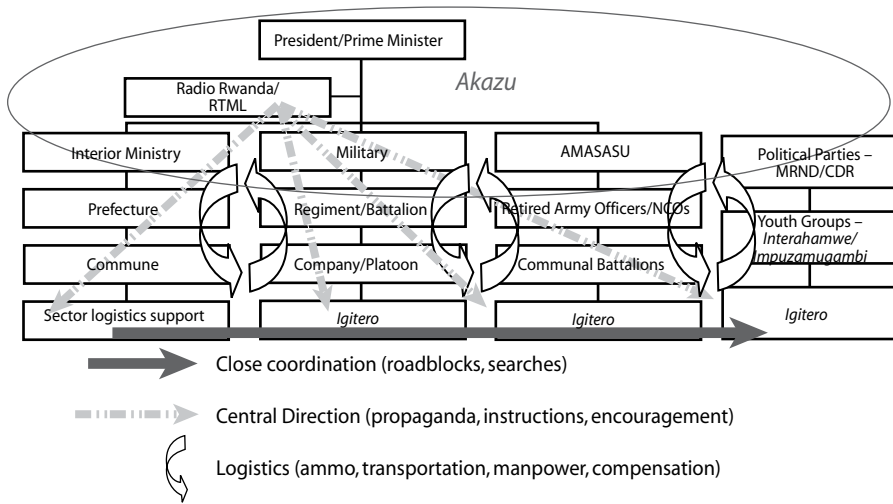 President/Prime Minister
Akazu
Radio Rwanda/
RTML
Interior Ministry
Military
AMASASU
Political Parties –
MRND/CDR
Prefecture
Regiment/Battalion
Retired Army Officers/NCOs
Youth Groups –
Interahamwe/
Impuzamugambi
Commune
Company/Platoon
Communal Battalions
Sector logistics support
Igitero
Igitero
Igitero
Close coordination (roadblocks, searches)
Central Direction (propaganda, instructions, encouragement)
Logistics (ammo, transportation, manpower, compensation)